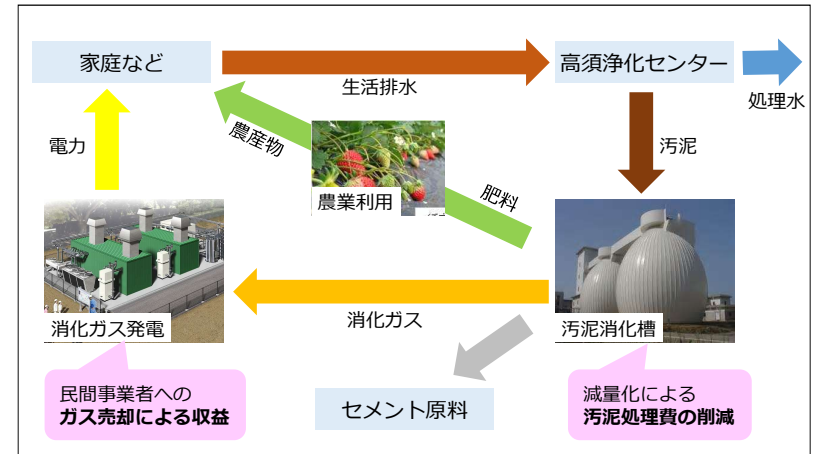 家庭など
高須浄化センター
生活排水
処理水
農産物
電力
汚泥
農業利用
肥料
消化ガス
消化ガス発電
汚泥消化槽
民間事業者への
ガス売却による収益
セメント原料
減量化による
汚泥処理費の削減